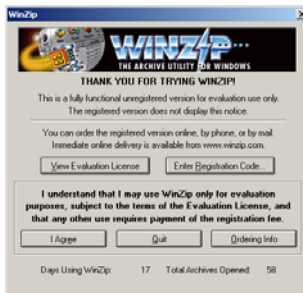 WinZip
WINZIP
THE ARCHIVE UTILITY FOR WINDOWS
THANK YOU FOR TRYING WINZIP!
This is a fully functional unregistered version for evaluation use only.
The registered version does not display this notice.
You can order the registered version online, by phone, or by mail.
Immediate online delivery is available from www.winzip.com.
View Evaluation License Enter Registration Code...
I understand that I may use WinZip only for evaluation
purposes, subject to the terms of the Evaluation License, and
that any other use requires payment of the registration fee.
I Agree Quit Ordering Info
Days Using WinZip: 17 Total Archives Opened: 58